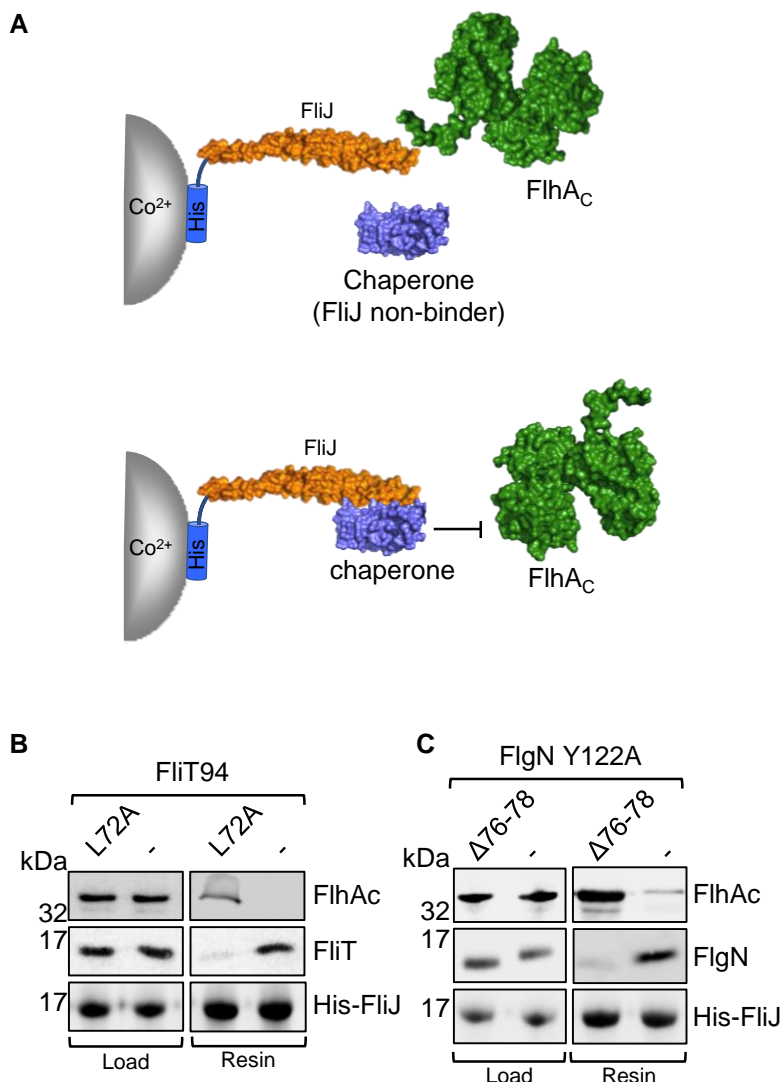 A
FliJ
Co²⁺
His
FlhA_C
Chaperone
(FliJ non-binder)
FliJ
Co²⁺
His
chaperone
FlhA_C
B
FliT94
L72A
-
L72A
-
kDa
FlhAc
32
17
FliT
17
His-FliJ
Load
Resin
C
FlgN Y122A
Δ76-78
-
Δ76-78
-
kDa
FlhAc
32
17
FlgN
17
His-FliJ
Load
Resin